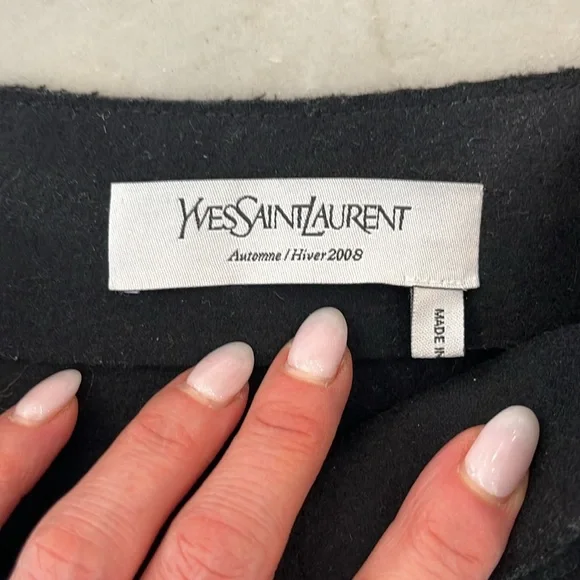 YVESSAINTLAURENT
Automne / Hiver 2008
MADE IN